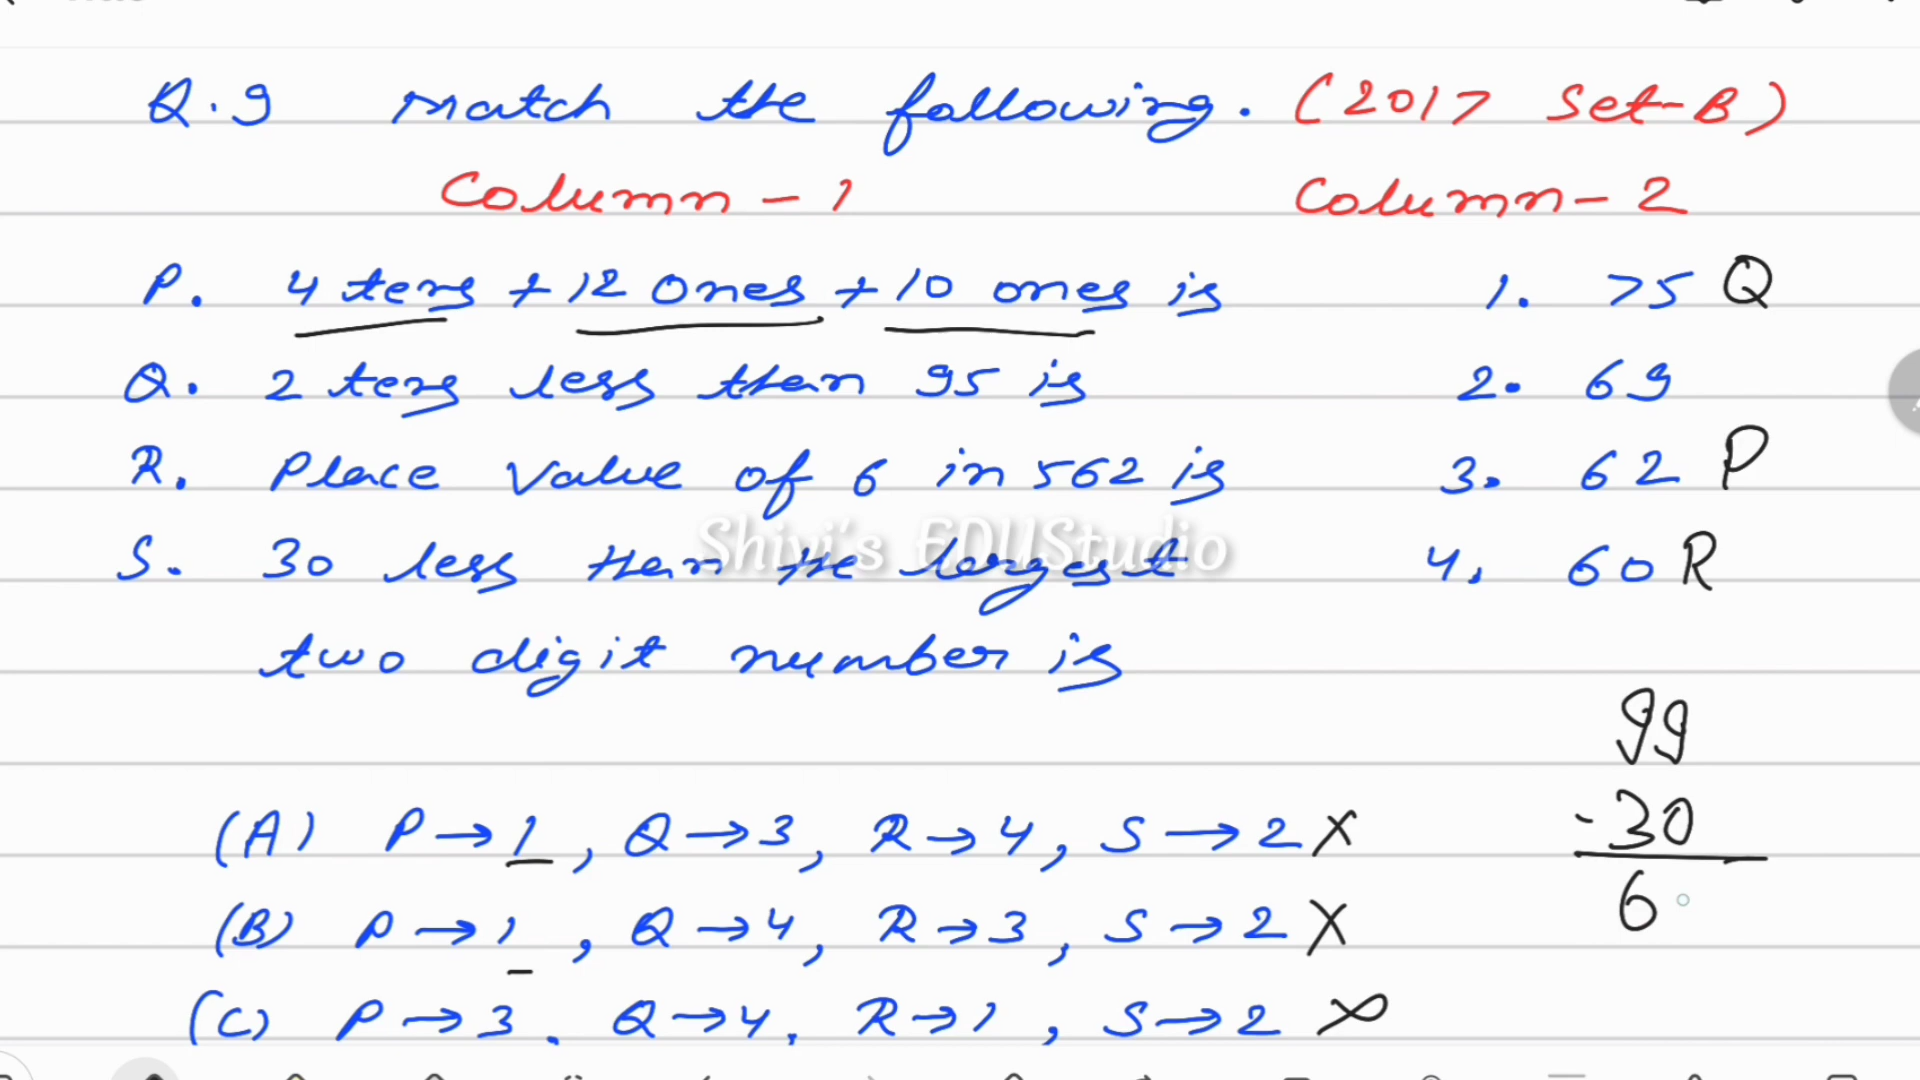 Q.9 Match the following. (2017 Set-B)
Column-1 Column-2
P. 4 tens + 12 ones + 10 ones is 1. 75 Q
Q. 2 tens less than 95 is 2. 69
R. Place Value of 6 in 562 is 3. 62 P
Shivi's EDUStudio
S. 30 less than the largest 4. 60 R
two digit number is
99
-30
6
(A) P→1, Q→3, R→4, S→2 X
(B) P→1, Q→4, R→3, S→2 X
(C) P→3, Q→4, R→1, S→2 X